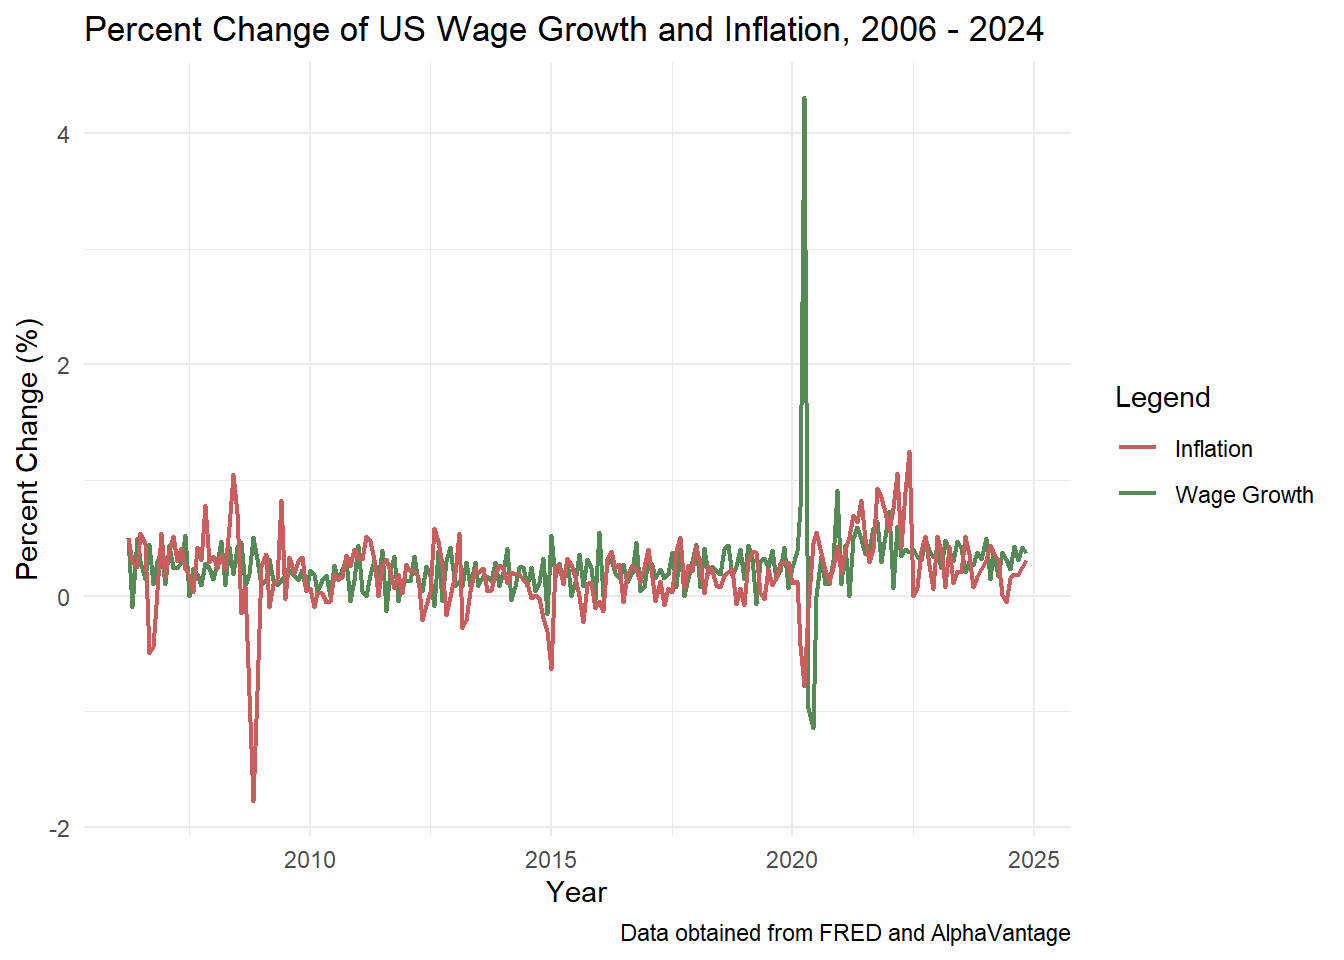 Percent Change of US Wage Growth and Inflation, 2006 - 2024
Percent Change (%)
4
2
0
-2
2010
2015
2020
2025
Year
Legend
Inflation
Wage Growth
Data obtained from FRED and AlphaVantage